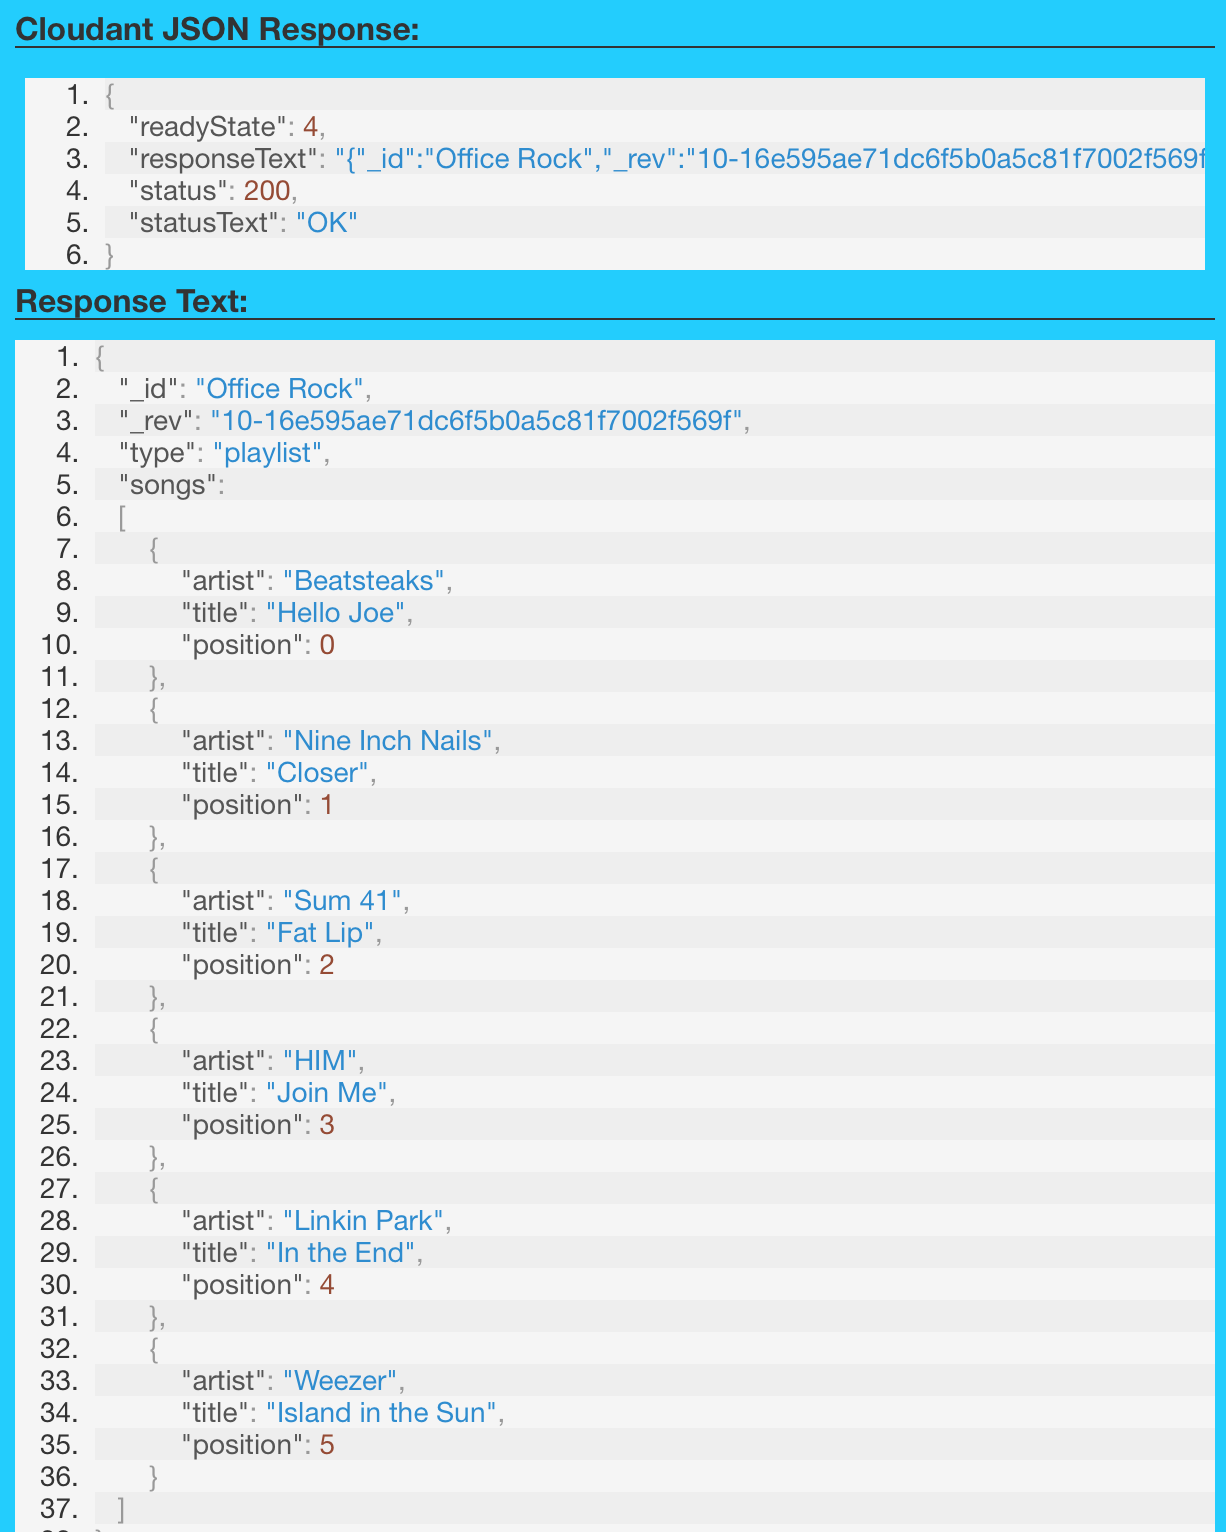 Cloudant JSON Response:
1. {
2. "readyState": 4,
3. "responseText": "{"_id":"Office Rock","_rev":"10-16e595ae71dc6f5b0a5c81f7002f569f
4. "status": 200,
5. "statusText": "OK"
6. }
Response Text:
1. {
2. "_id": "Office Rock",
3. "_rev": "10-16e595ae71dc6f5b0a5c81f7002f569f",
4. "type": "playlist",
5. "songs":
6. [
7. {
8. "artist": "Beatsteaks",
9. "title": "Hello Joe",
10. "position": 0
11. },
12. {
13. "artist": "Nine Inch Nails",
14. "title": "Closer",
15. "position": 1
16. },
17. {
18. "artist": "Sum 41",
19. "title": "Fat Lip",
20. "position": 2
21. },
22. {
23. "artist": "HIM",
24. "title": "Join Me",
25. "position": 3
26. },
27. {
28. "artist": "Linkin Park",
29. "title": "In the End",
30. "position": 4
31. },
32. {
33. "artist": "Weezer",
34. "title": "Island in the Sun",
35. "position": 5
36. }
37. ]